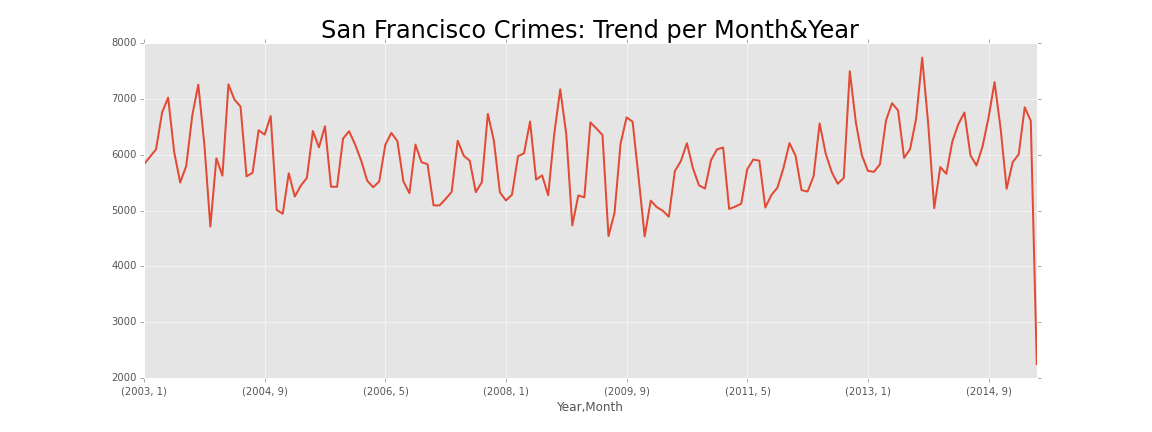 San Francisco Crimes: Trend per Month&Year
8000
7000
6000
5000
4000
3000
2000
(2003, 1) (2004, 9) (2006, 5) (2008, 1) (2009, 9) (2011, 5) (2013, 1) (2014, 9)
Year,Month